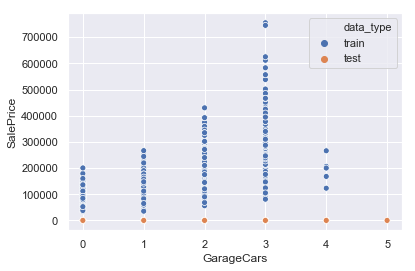 data_type
train
test
700000
600000
500000
400000
300000
200000
100000
0
SalePrice
0 1 2 3 4 5
GarageCars